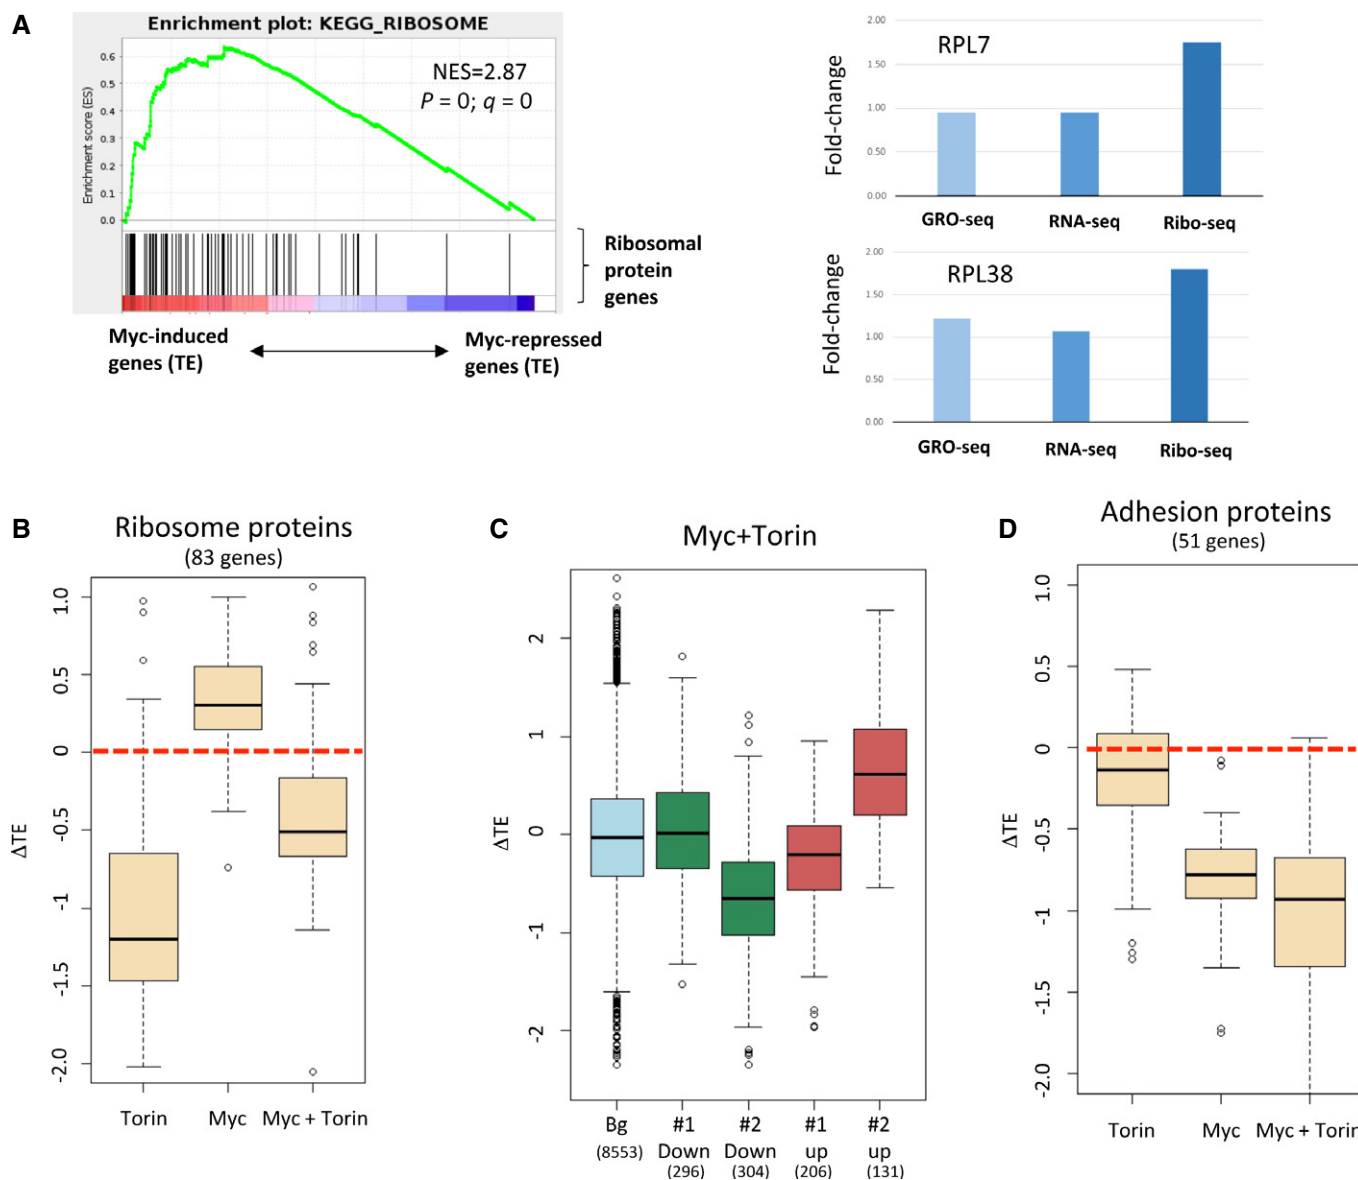 A
Enrichment plot: KEGG_RIBOSOME
NES=2.87
P = 0; q = 0
Enrichment score (ES)
0.6
0.5
0.4
0.3
0.2
0.1
0.0
Ribosomal
protein
genes
Myc-induced
genes (TE)
Myc-repressed
genes (TE)
RPL7
Fold-change
2.00
1.50
1.00
0.50
0.00
GRO-seq RNA-seq Ribo-seq
RPL38
Fold-change
2.00
1.50
1.00
0.50
0.00
GRO-seq RNA-seq Ribo-seq
B
Ribosome proteins
(83 genes)
ΔTE
1.0
0.5
0
-0.5
-1
-1.5
-2.0
Torin Myc Myc + Torin
C
Myc+Torin
ΔTE
2
1
0
-1
-2
Bg #1 #2 #1 #2
Down Down up up
(8553) (296) (304) (206) (131)
D
Adhesion proteins
(51 genes)
ΔTE
1.0
0.5
0
-0.5
-1
-1.5
-2.0
Torin Myc Myc + Torin